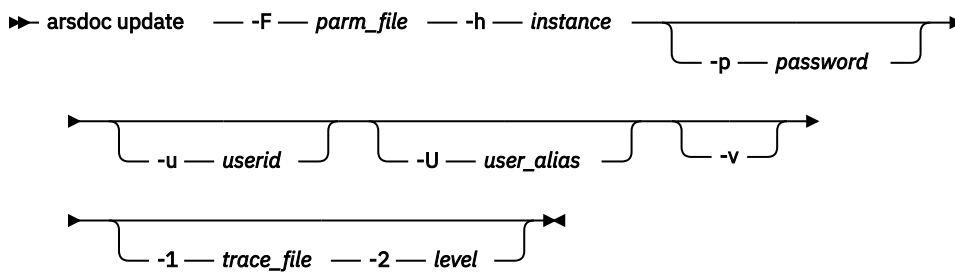 arsdoc update -F parm_file -h instance
-p password
-u userid -U user_alias -v
-1 trace_file -2 level